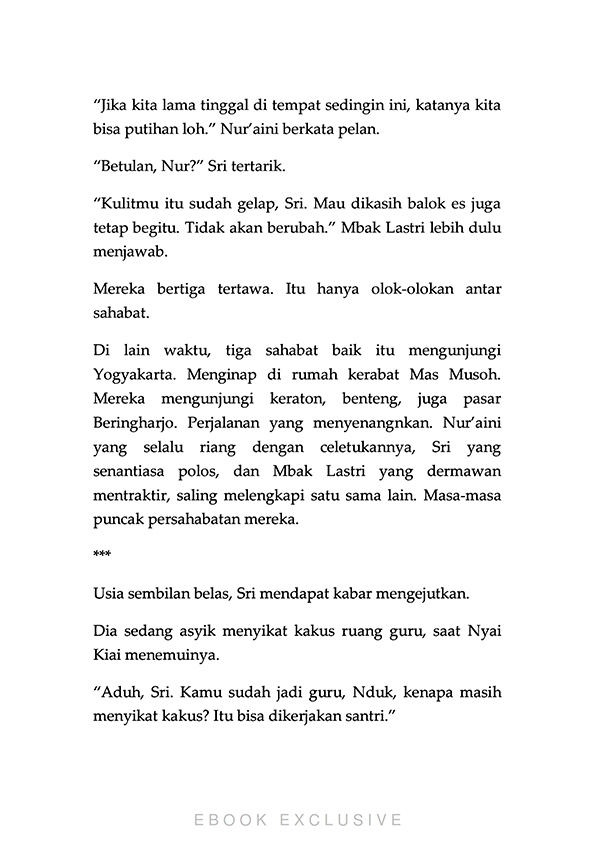 “Jika kita lama tinggal di tempat sedingin ini, katanya kita
bisa putihan loh.” Nur’aini berkata pelan.
“Betulan, Nur?” Sri tertarik.
“Kulitmu itu sudah gelap, Sri. Mau dikasih balok es juga
tetap begitu. Tidak akan berubah.” Mbak Lastri lebih dulu
menjawab.
Mereka bertiga tertawa. Itu hanya olok-olokan antar
sahabat.
Di lain waktu, tiga sahabat baik itu mengunjungi
Yogyakarta. Menginap di rumah kerabat Mas Musoh.
Mereka mengunjungi keraton, benteng, juga pasar
Beringharjo. Perjalanan yang menyenangnkan. Nur’aini
yang selalu riang dengan celetukannya, Sri yang
senantiasa polos, dan Mbak Lastri yang dermawan
mentraktir, saling melengkapi satu sama lain. Masa-masa
puncak persahabatan mereka.
***
Usia sembilan belas, Sri mendapat kabar mengejutkan.
Dia sedang asyik menyikat kakus ruang guru, saat Nyai
Kiai menemuinya.
“Aduh, Sri. Kamu sudah jadi guru, Nduk, kenapa masih
menyikat kakus? Itu bisa dikerjakan santri.”
EBOOK EXCLUSIVE